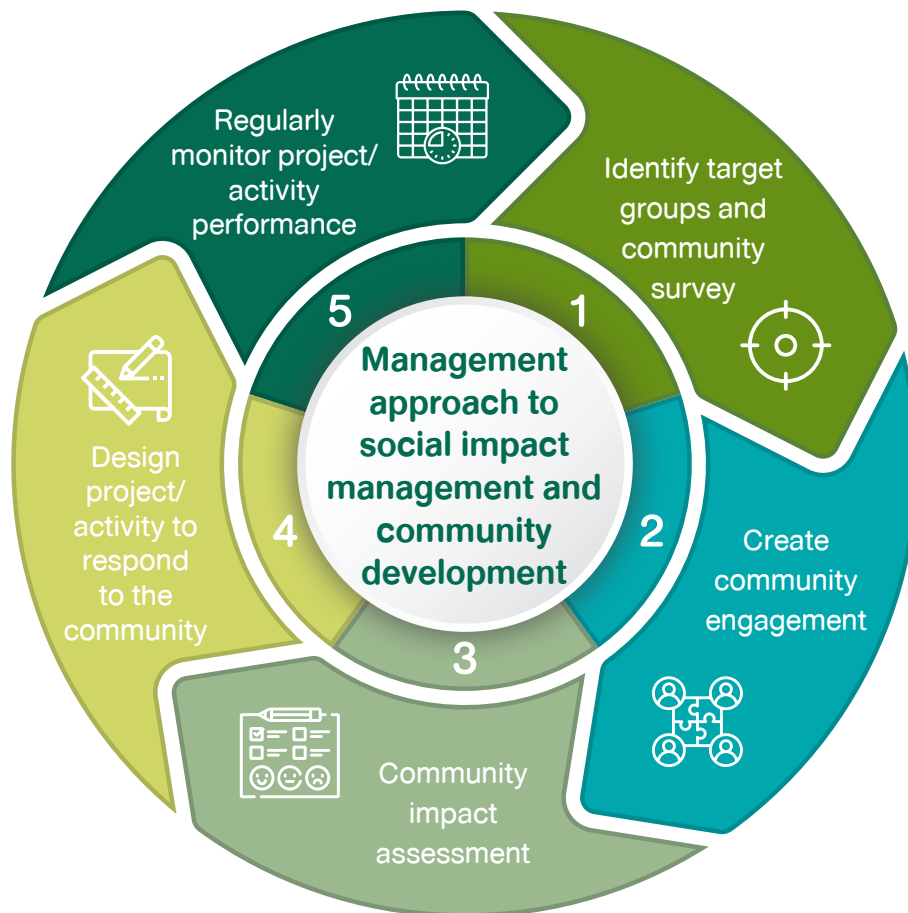 Management
approach to
social impact
management and
community
development
1
Identify target
groups and
community
survey
2
Create
community
engagement
3
Community
impact
assessment
4
Design
project/
activity to
respond
to the
community
5
Regularly
monitor project/
activity
performance